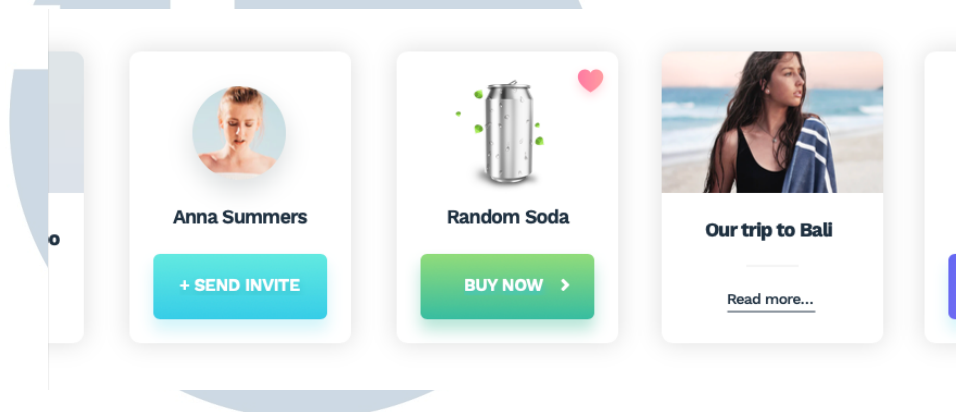 o
Anna Summers
+ SEND INVITE
Random Soda
BUY NOW
Our trip to Bali
Read more...